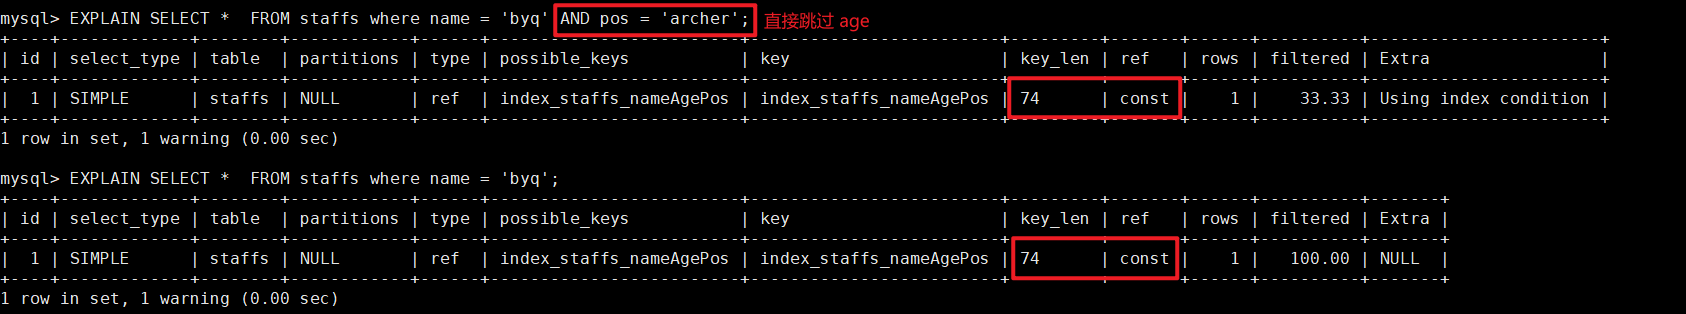 mysql> EXPLAIN SELECT *  FROM staffs where name = 'byq' AND pos = 'archer'; 直接跳过 age
+----+-------------+--------+------------+------+-----------------------+-----------------------+---------+-------+------+----------+-----------------------+
| id | select_type | table  | partitions | type | possible_keys         | key                   | key_len | ref   | rows | filtered | Extra                 |
+----+-------------+--------+------------+------+-----------------------+-----------------------+---------+-------+------+----------+-----------------------+
|  1 | SIMPLE      | staffs | NULL       | ref  | index_staffs_nameAgePos | index_staffs_nameAgePos | 74      | const |    1 |    33.33 | Using index condition |
+----+-------------+--------+------------+------+-----------------------+-----------------------+---------+-------+------+----------+-----------------------+
1 row in set, 1 warning (0.00 sec)
mysql> EXPLAIN SELECT *  FROM staffs where name = 'byq';
+----+-------------+--------+------------+------+-----------------------+-----------------------+---------+-------+------+----------+-------+
| id | select_type | table  | partitions | type | possible_keys         | key                   | key_len | ref   | rows | filtered | Extra |
+----+-------------+--------+------------+------+-----------------------+-----------------------+---------+-------+------+----------+-------+
|  1 | SIMPLE      | staffs | NULL       | ref  | index_staffs_nameAgePos | index_staffs_nameAgePos | 74      | const |    1 |   100.00 | NULL  |
+----+-------------+--------+------------+------+-----------------------+-----------------------+---------+-------+------+----------+-------+
1 row in set, 1 warning (0.00 sec)